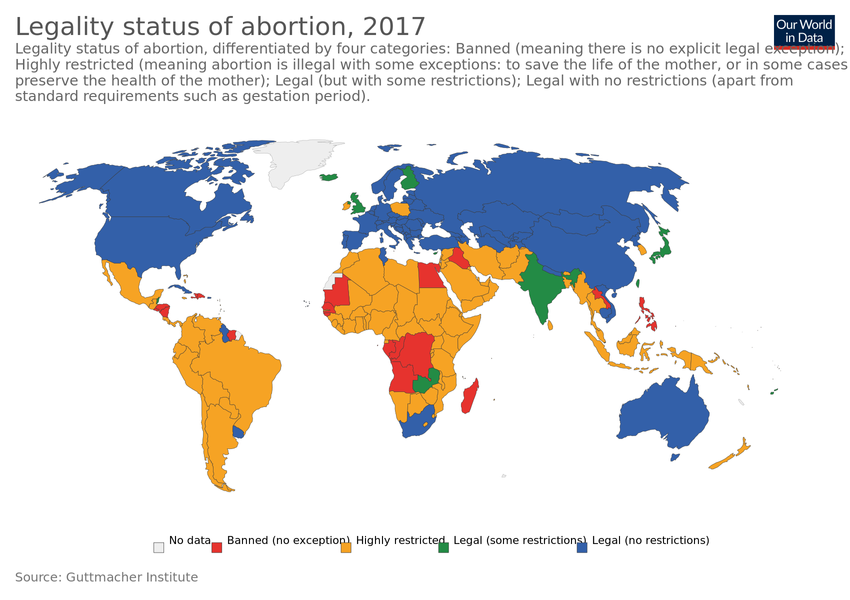 Legality status of abortion, 2017
Our World
in Data
Legality status of abortion, differentiated by four categories: Banned (meaning there is no explicit legal exception);
Highly restricted (meaning abortion is illegal with some exceptions: to save the life of the mother, or in some cases
preserve the health of the mother); Legal (but with some restrictions); Legal with no restrictions (apart from
standard requirements such as gestation period).
No data Banned (no exception) Highly restricted Legal (some restrictions) Legal (no restrictions)
Source: Guttmacher Institute